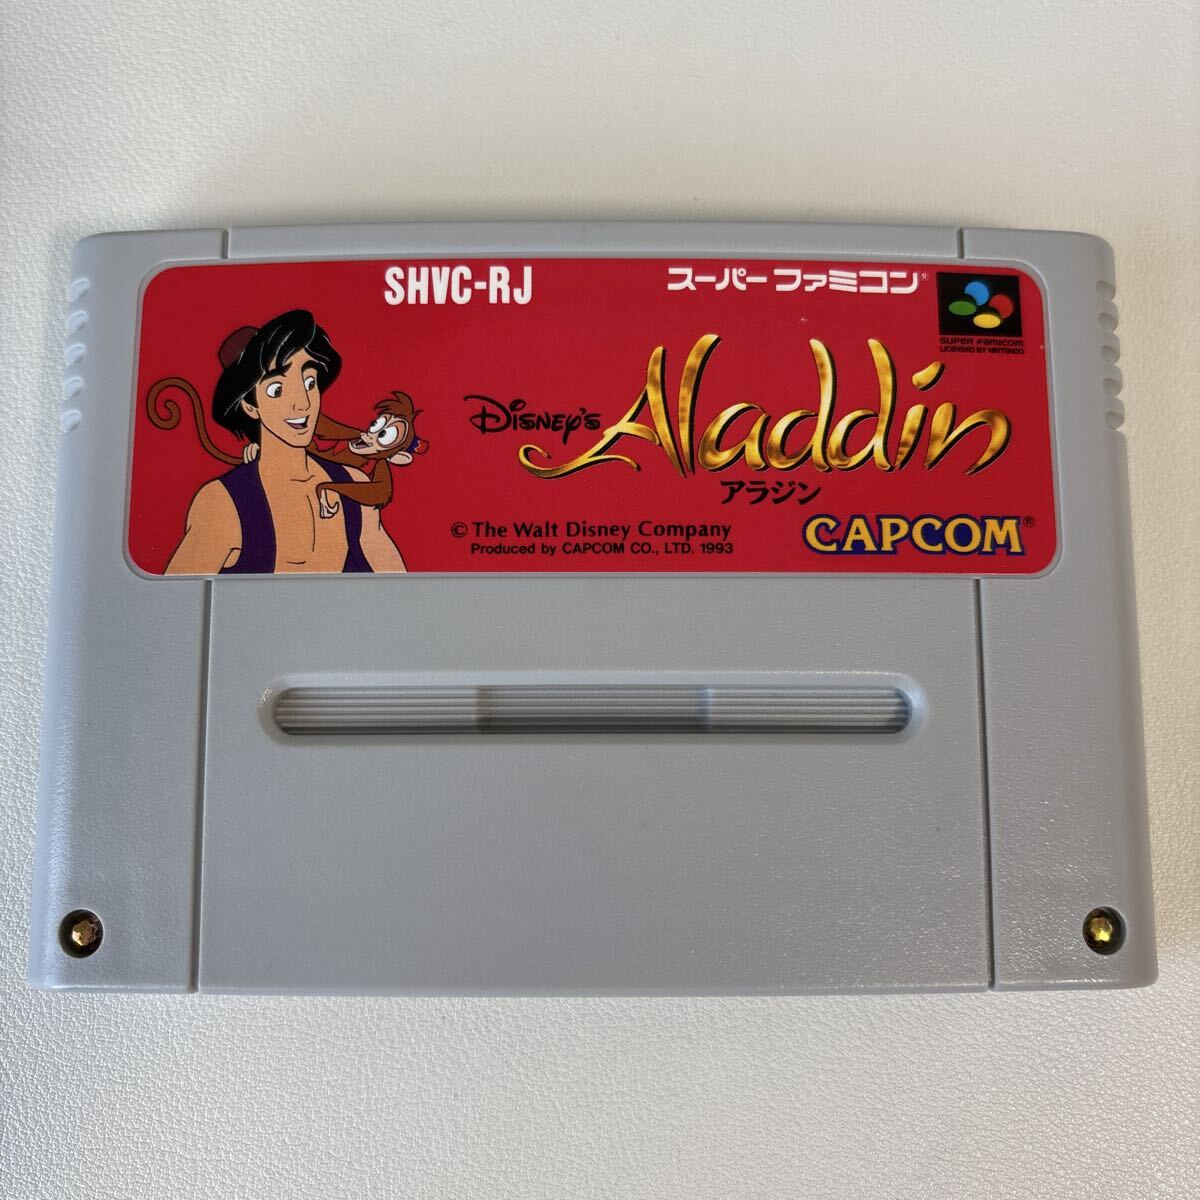 SHVC-RJ
スーパーファミコン®
SUPER FAMICOM
LICENSED BY NINTENDO
Disney's Aladdin
アラジン
© The Walt Disney Company
Produced by CAPCOM CO., LTD. 1993
CAPCOM®